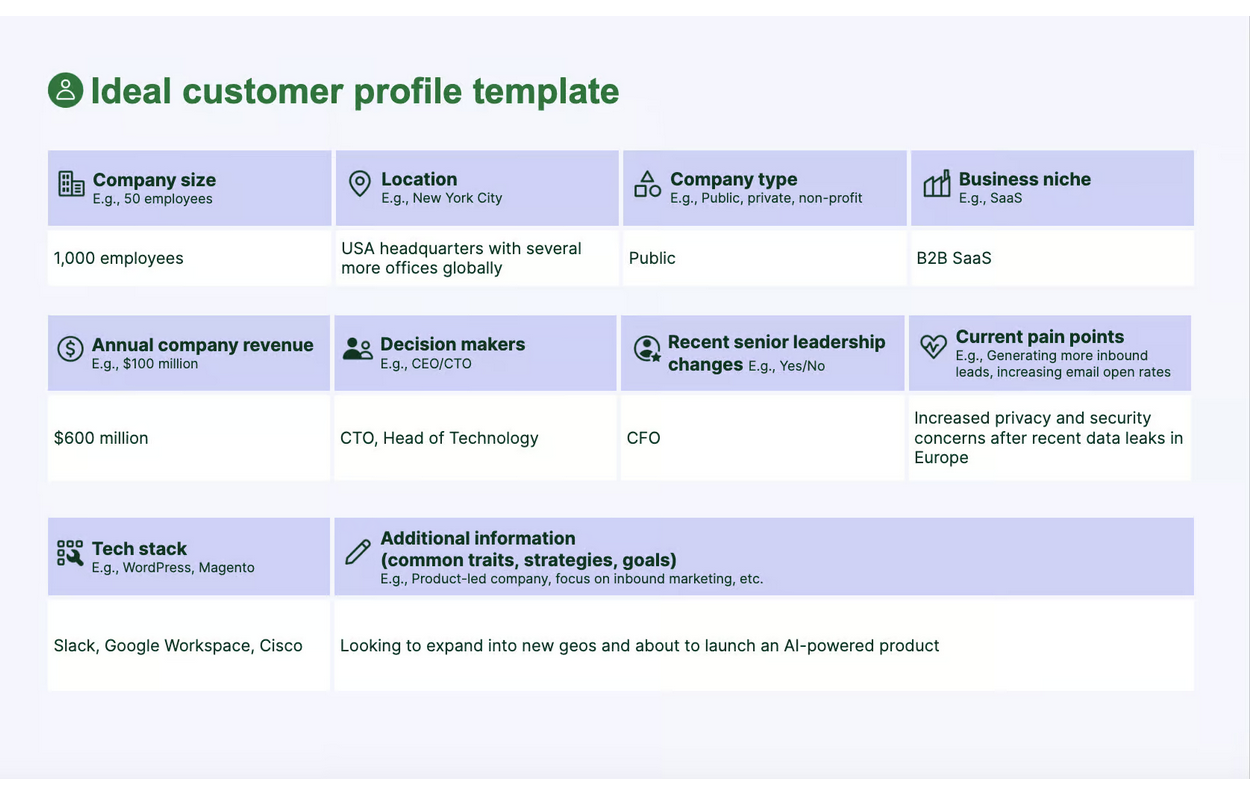 Ideal customer profile template
Company size
E.g., 50 employees
Location
E.g., New York City
Company type
E.g., Public, private, non-profit
Business niche
E.g., SaaS
1,000 employees
USA headquarters with several
more offices globally
Public
B2B SaaS
Annual company revenue
E.g., $100 million
Decision makers
E.g., CEO/CTO
Recent senior leadership
changes E.g., Yes/No
Current pain points
E.g., Generating more inbound
leads, increasing email open rates
$600 million
CTO, Head of Technology
CFO
Increased privacy and security
concerns after recent data leaks in
Europe
Tech stack
E.g., WordPress, Magento
Additional information
(common traits, strategies, goals)
E.g., Product-led company, focus on inbound marketing, etc.
Slack, Google Workspace, Cisco
Looking to expand into new geos and about to launch an AI-powered product